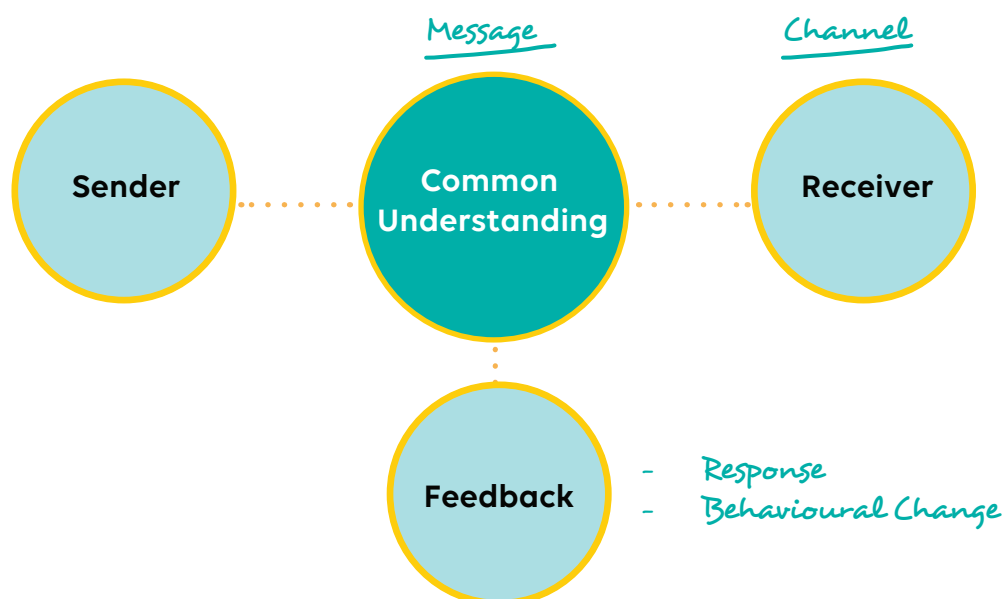 Message
Channel
Sender
Common
Understanding
Receiver
Feedback
- Response
- Behavioural Change